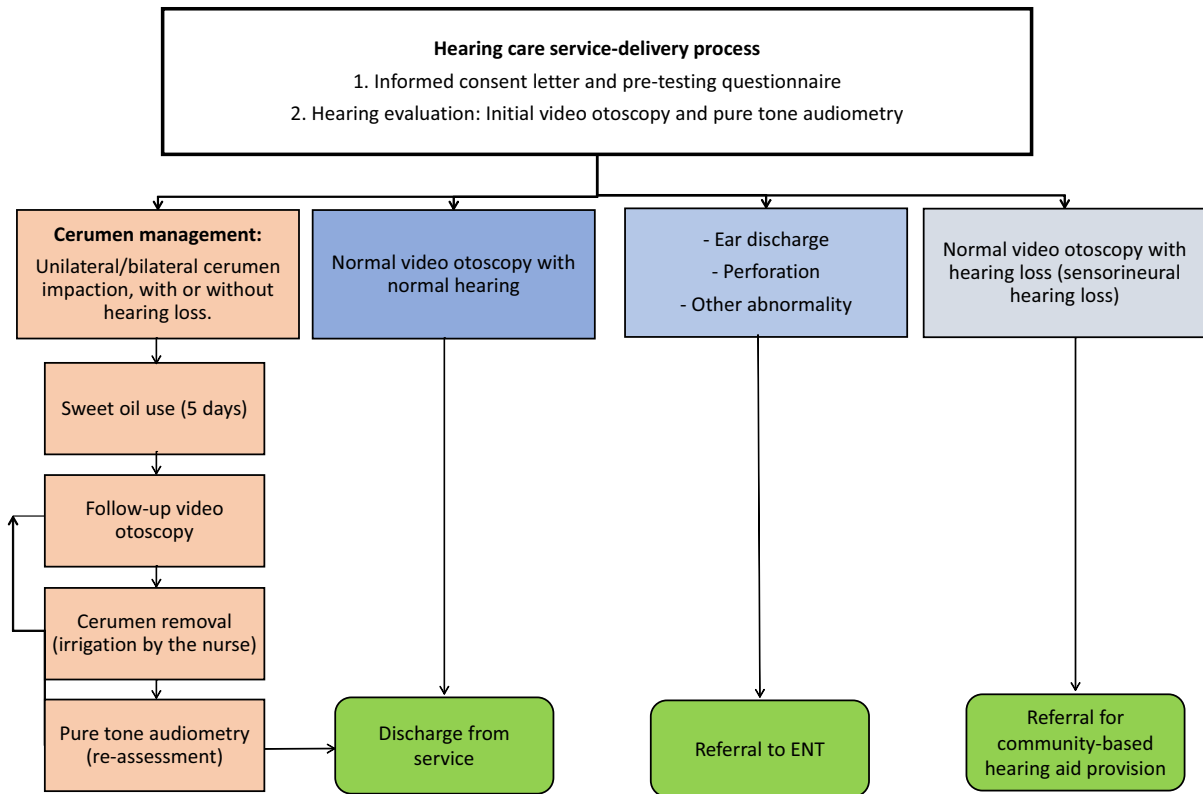 Hearing care service-delivery process
1. Informed consent letter and pre-testing questionnaire
2. Hearing evaluation: Initial video otoscopy and pure tone audiometry
Cerumen management:
Unilateral/bilateral cerumen
impaction, with or without
hearing loss.
Normal video otoscopy with
normal hearing
- Ear discharge
- Perforation
- Other abnormality
Normal video otoscopy with
hearing loss (sensorineural
hearing loss)
Sweet oil use (5 days)
Follow-up video
otoscopy
Cerumen removal
(irrigation by the nurse)
Pure tone audiometry
(re-assessment)
Discharge from
service
Referral to ENT
Referral for
community-based
hearing aid provision